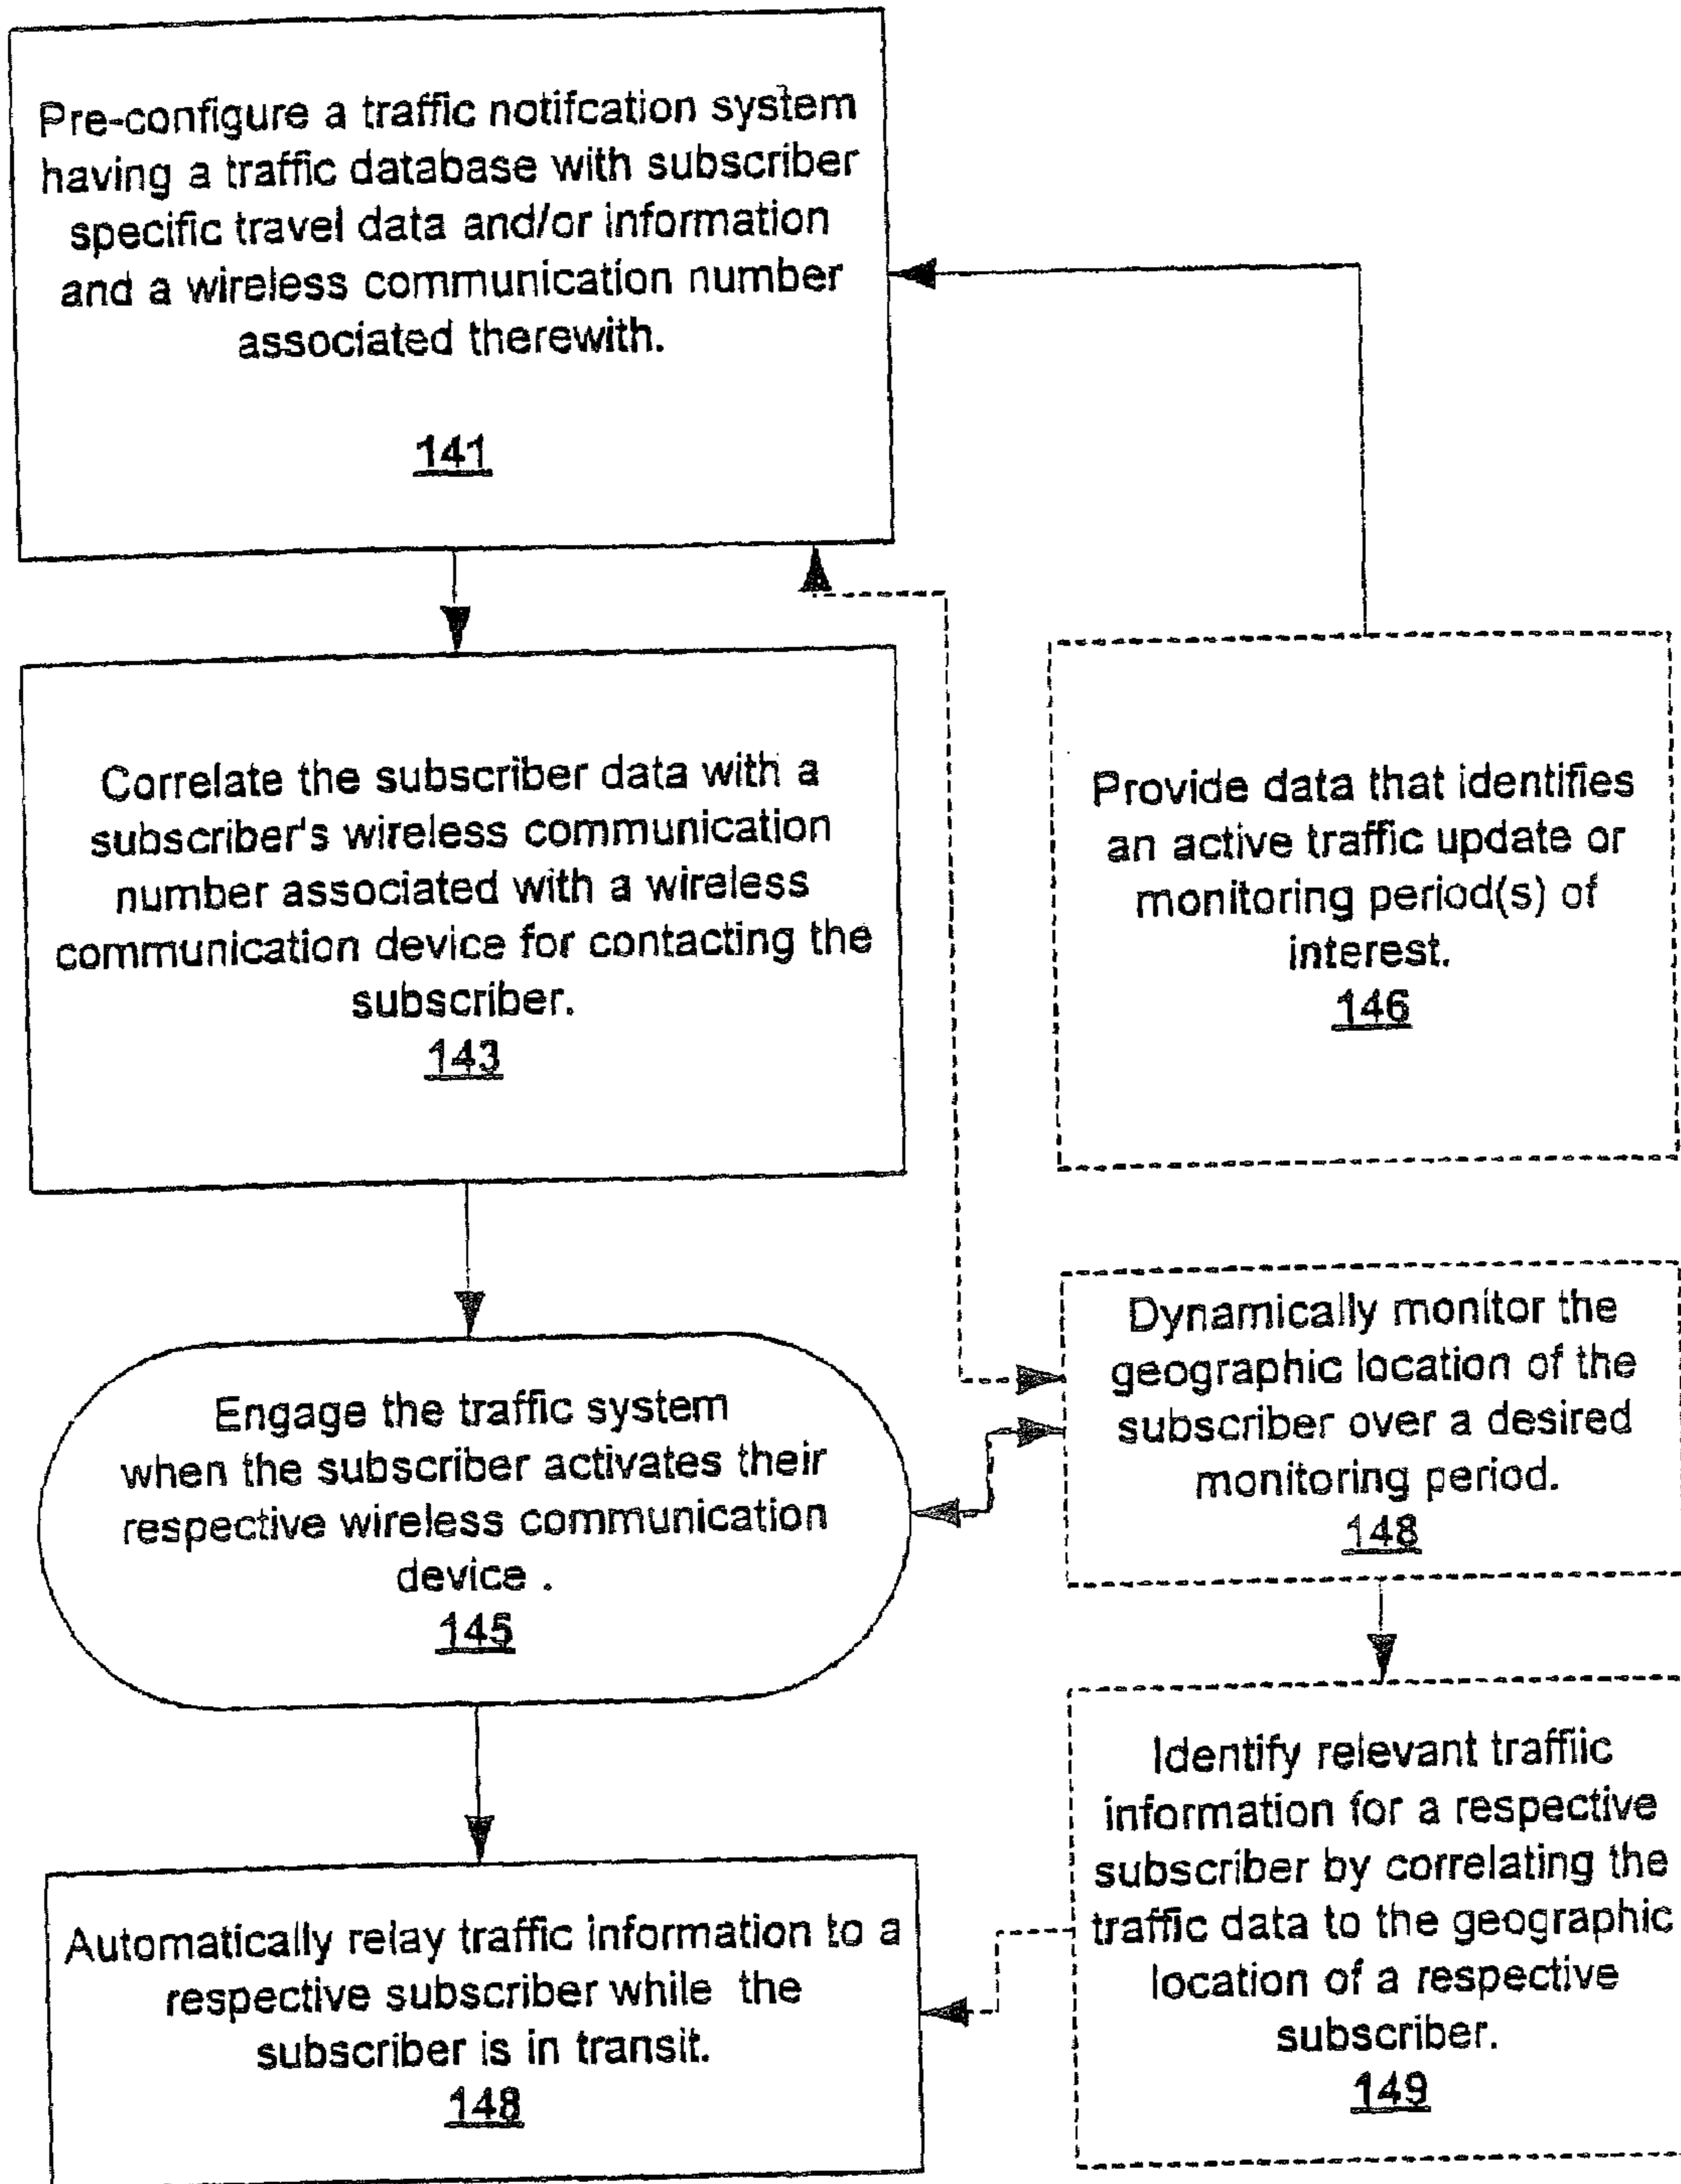 Pre-configure a traffic notifcation system
having a traffic database with subscriber
specific travel data and/or information
and a wireless communication number
associated therewith.
141
Correlate the subscriber data with a
subscriber's wireless communication
number associated with a wireless
communication device for contacting the
subscriber.
143
Provide data that identifies
an active traffic update or
monitoring period(s) of
interest.
146
Engage the traffic system
when the subscriber activates their
respective wireless communication
device .
145
Dynamically monitor the
geographic location of the
subscriber over a desired
monitoring period.
148
Automatically relay traffic information to a
respective subscriber while the
subscriber is in transit.
148
Identify relevant traffiic
information for a respective
subscriber by correlating the
traffic data to the geographic
location of a respective
subscriber.
149